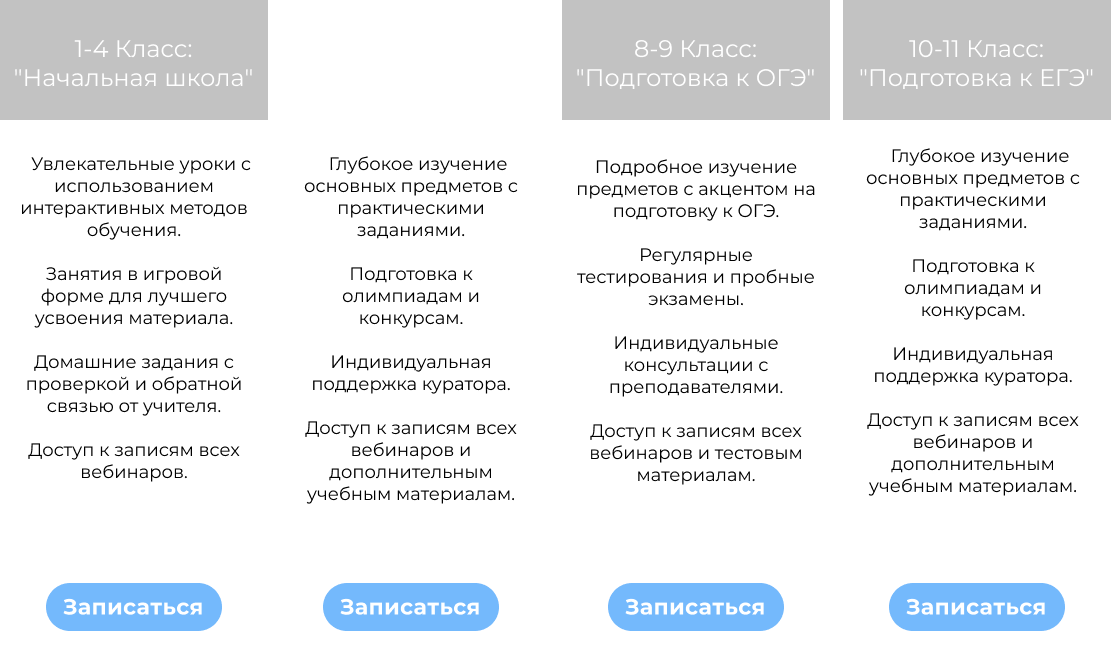 1-4 Класс:
"Начальная школа"
Увлекательные уроки с
использованием
интерактивных методов
обучения.
Занятия в игровой
форме для лучшего
усвоения материала.
Домашние задания с
проверкой и обратной
связью от учителя.
Доступ к записям всех
вебинаров.
Записаться
Глубокое изучение
основных предметов с
практическими
заданиями.
Подготовка к
олимпиадам и
конкурсам.
Индивидуальная
поддержка куратора.
Доступ к записям всех
вебинаров и
дополнительным
учебным материалам.
Записаться
8-9 Класс:
"Подготовка к ОГЭ"
Подробное изучение
предметов с акцентом на
подготовку к ОГЭ.
Регулярные
тестирования и пробные
экзамены.
Индивидуальные
консультации с
преподавателями.
Доступ к записям всех
вебинаров и тестовым
материалам.
Записаться
10-11 Класс:
"Подготовка к ЕГЭ"
Глубокое изучение
основных предметов с
практическими
заданиями.
Подготовка к
олимпиадам и
конкурсам.
Индивидуальная
поддержка куратора.
Доступ к записям всех
вебинаров и
дополнительным
учебным материалам.
Записаться